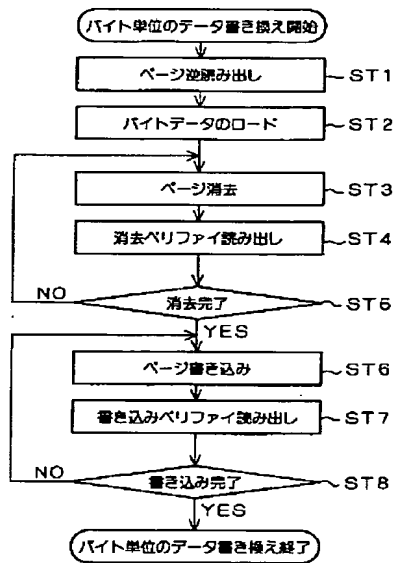 バイト単位のデータ書き換え開始
ページ逆読み出し ST1
バイトデータのロード ST2
ページ消去 ST3
消去ベリファイ読み出し ST4
NO 消去完了 ST5
YES
ページ書き込み ST6
書き込みベリファイ読み出し ST7
NO 書き込み完了 ST8
YES
バイト単位のデータ書き換え終了